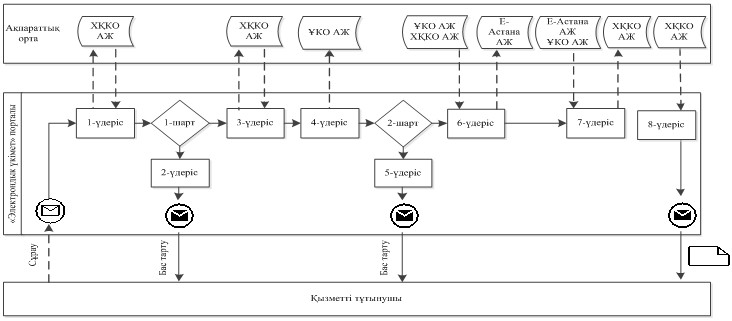 Ақпараттық
орта
ХҚКО
АЖ
ХҚКО
АЖ
ҰКО АЖ
ҰКО АЖ
ХҚКО АЖ
Е-
Астана
АЖ
Е-Астана
АЖ
ҰКО АЖ
ХҚКО
АЖ
ХҚКО
АЖ
«Электрондық үкімет» порталы
1-үдеріс
1-шарт
3-үдеріс
4-үдеріс
2-шарт
6-үдеріс
7-үдеріс
8-үдеріс
2-үдеріс
5-үдеріс
Сұрау
Бас тарту
Бас тарту
Қызметті тұтынушы